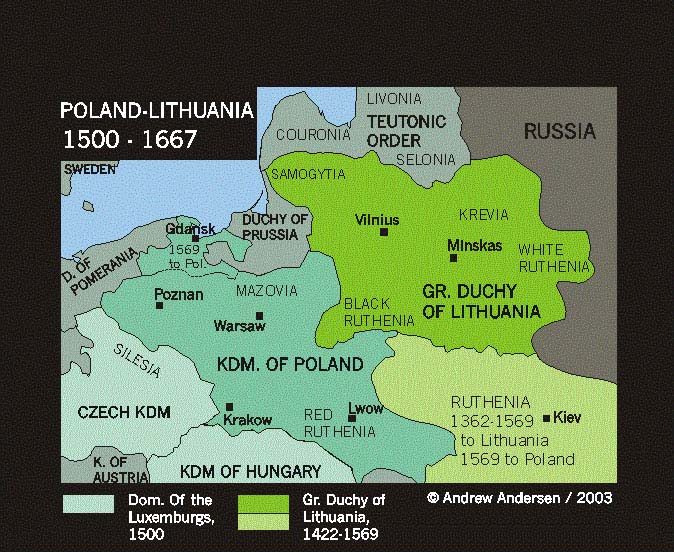 POLAND-LITHUANIA
1500 - 1667
LIVONIA
TEUTONIC
ORDER
COURONIA
SELONIA
RUSSIA
SWEDEN
SAMOGYTIA
DUCHY OF
PRUSSIA
Gdansk
1569
to Pol.
D. OF
POMERANIA
Vilnius
KREVIA
Minskas
WHITE
RUTHENIA
GR. DUCHY
OF LITHUANIA
BLACK
RUTHENIA
Poznan
MAZOVIA
Warsaw
KDM. OF POLAND
SILESIA
CZECH KDM
Krakow
RED
RUTHENIA
Lwow
RUTHENIA
1362-1569
to Lithuania
1569 to Poland
Kiev
K. OF
AUSTRIA
KDM OF HUNGARY
Dom. Of the
Luxemburgs,
1500
Gr. Duchy of
Lithuania,
1422-1569
© Andrew Andersen / 2003